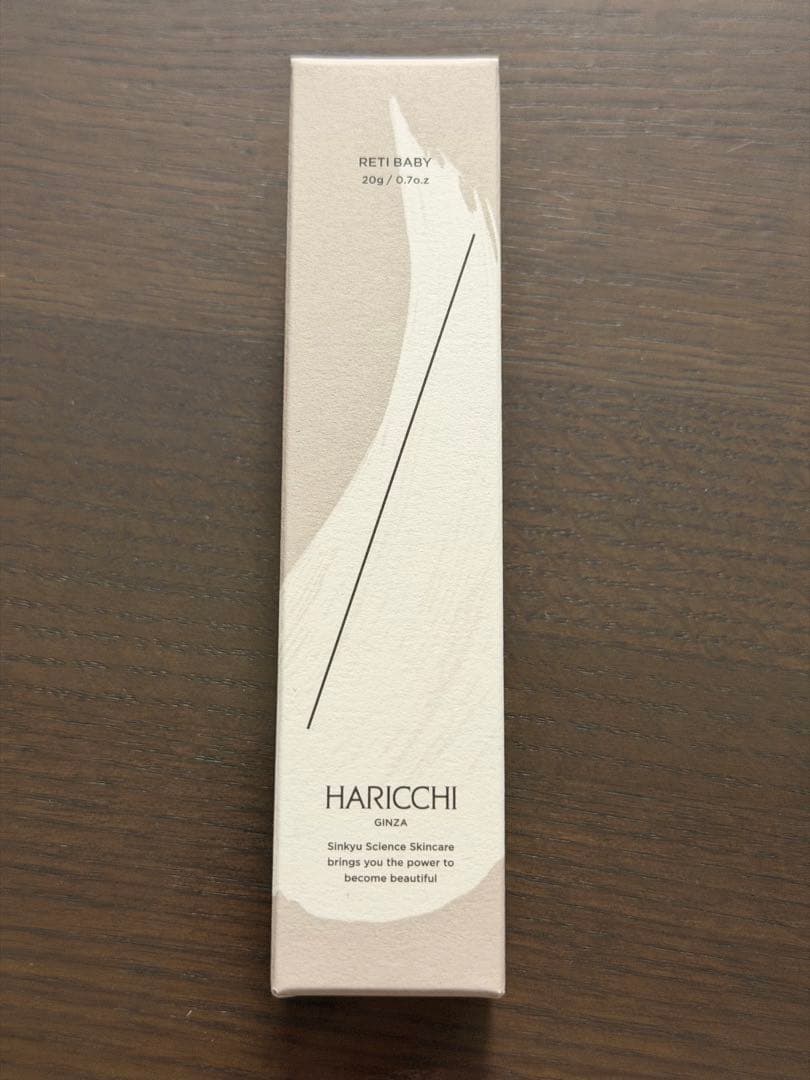 RETI BABY
20g / 0.7o.z
HARICCHI
GINZA
Sinkyu Science Skincare
brings you the power to
become beautiful